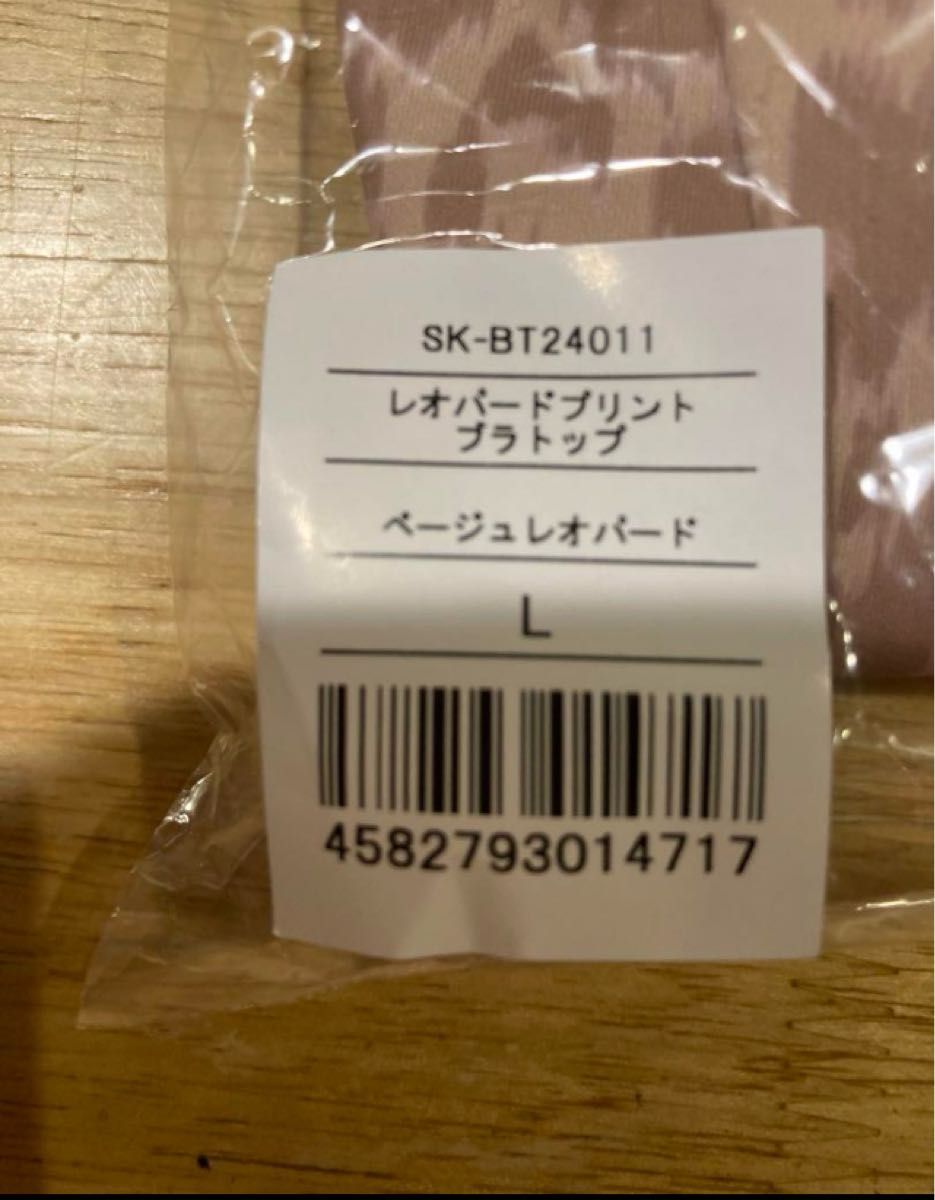 SK-BT24011
レオパードプリント
ブラトップ
ベージュレオパード
L
4582793014717